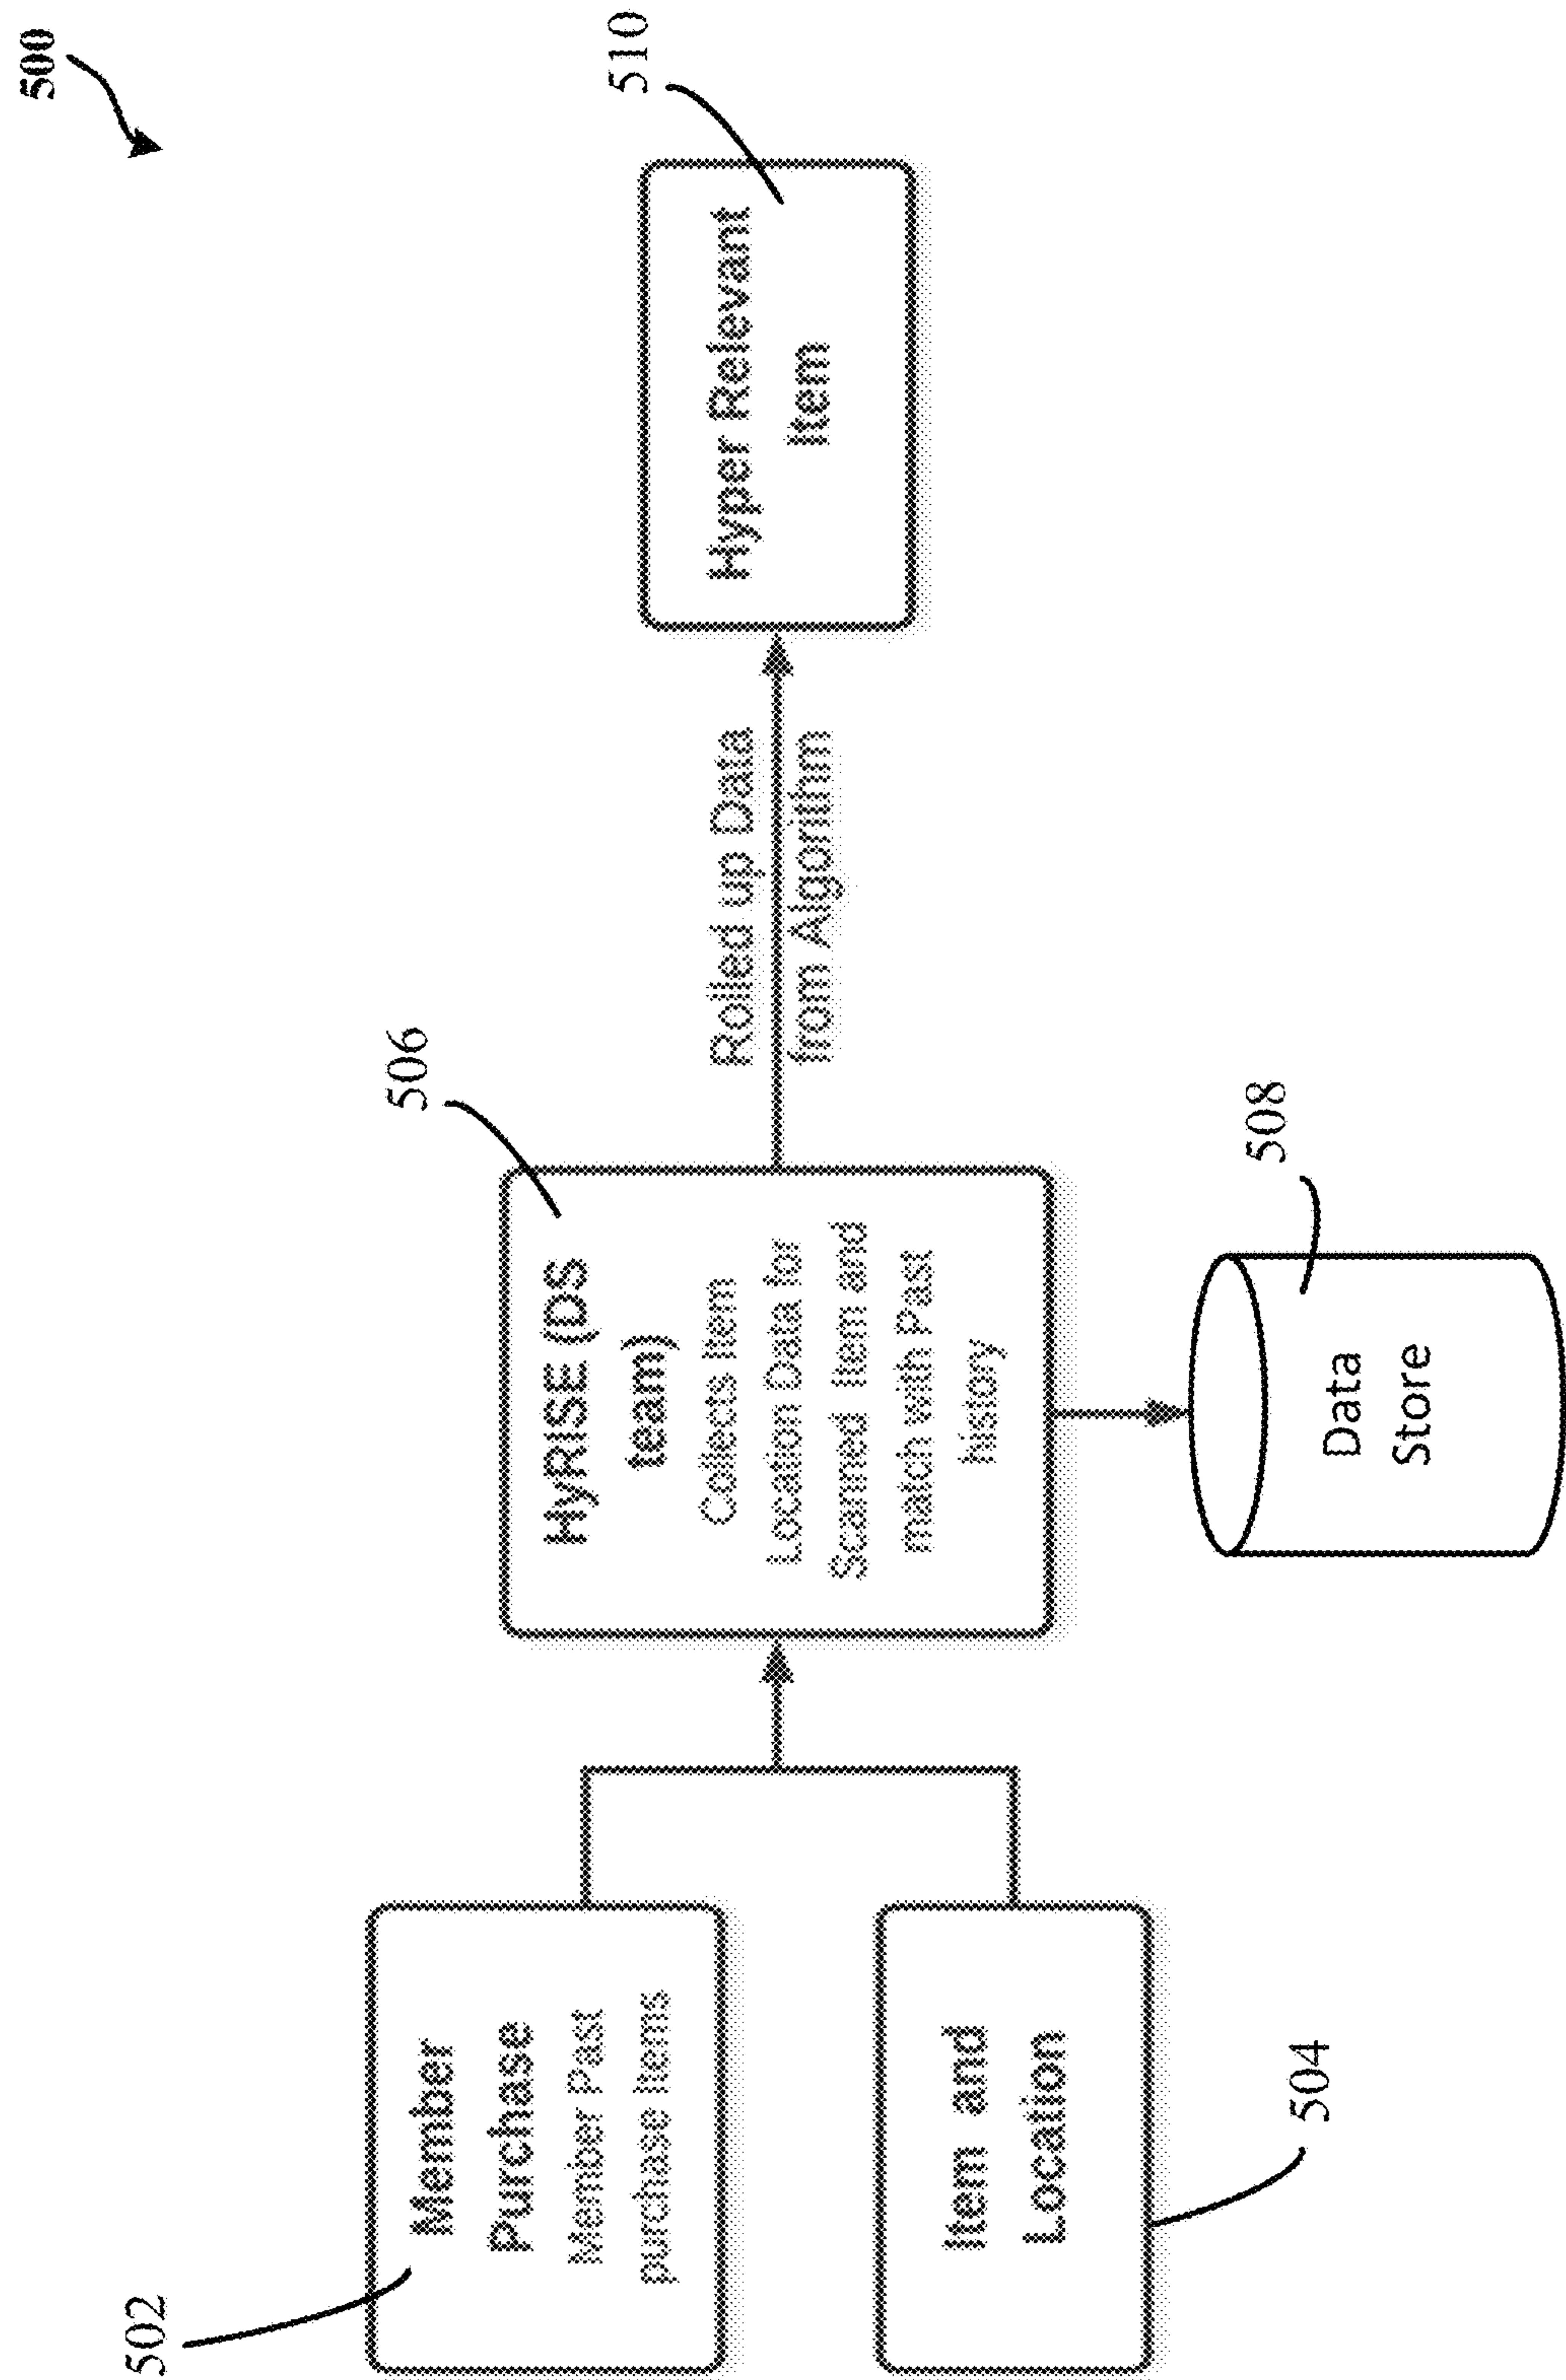 500
502
Member
Purchase
Member Past
purchase Items
Item and
Location
504
506
HyRISE (DS
team)
Collects Item
Location Data for
Scanned Item and
match with Past
history
508
Data
Store
Rolled up Data
from Algorithm
510
Hyper Relevant
Item